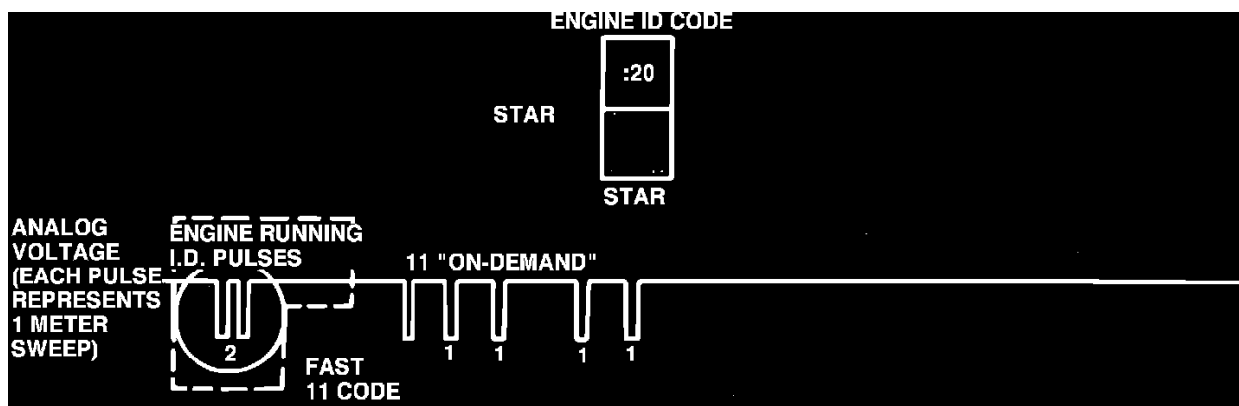 ENGINE ID CODE
:20
STAR
STAR
ANALOG
VOLTAGE
(EACH PULSE
REPRESENTS
1 METER
SWEEP)
ENGINE RUNNING
I.D. PULSES
2
FAST
11 CODE
11 "ON-DEMAND"
1 1 1 1